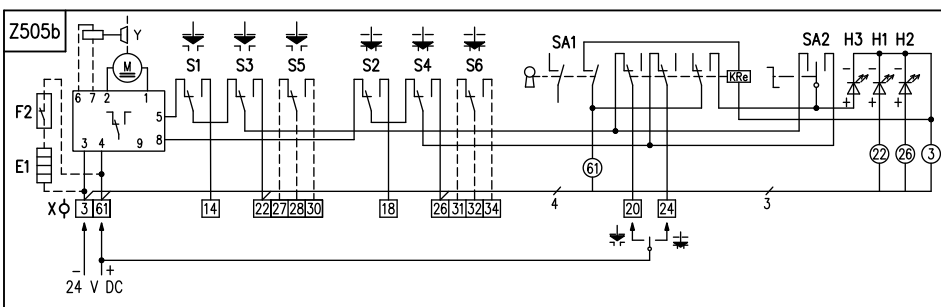 Z505b
Y
M
6 7 2 1
5
3 4 9 8
F2
E1
S1 S3 S5 S2 S4 S6
SA1
KRe
SA2 H3 H1 H2
- - -
+ + +
61
22 26 3
X 3 61 14 22 27 28 30 18 26 31 32 34 4 20 24 3
- +
24 V DC